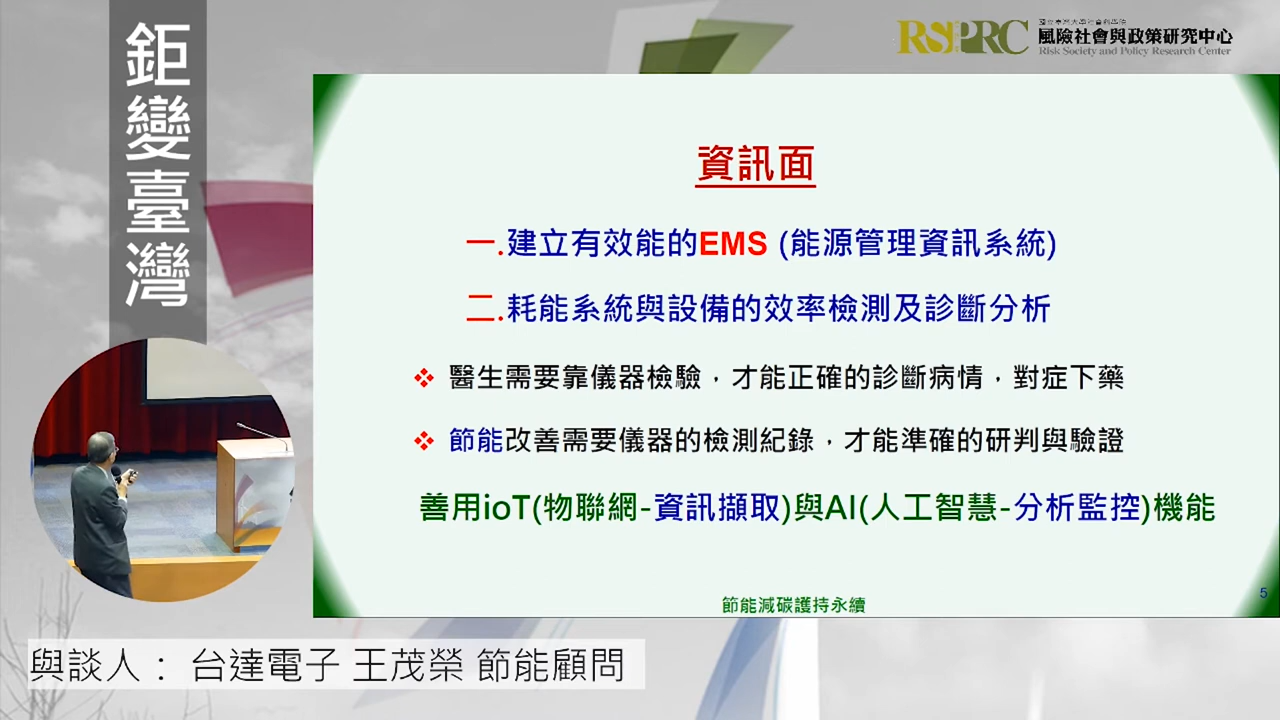 鉅變臺灣
RSPRC
國立臺灣大學社會科學院
風險社會與政策研究中心
Risk Society and Policy Research Center
資訊面
一.建立有效能的EMS (能源管理資訊系統)
二.耗能系統與設備的效率檢測及診斷分析
❖ 醫生需要靠儀器檢驗，才能正確的診斷病情，對症下藥
❖ 節能改善需要儀器的檢測紀錄，才能準確的研判與驗證
善用ioT(物聯網-資訊擷取)與AI(人工智慧-分析監控)機能
節能減碳護持永續
5
與談人： 台達電子 王茂榮 節能顧問